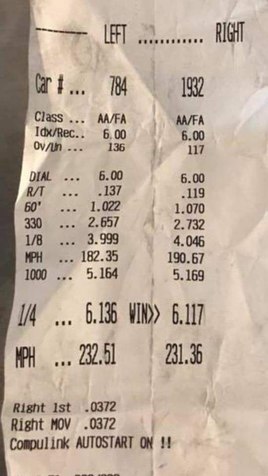 -------- LEFT ............ RIGHT
Car # ... 784 1932
Class ... AA/FA AA/FA
Idx/Rec.. 6.00 6.00
Ov/Un ... 136 117
DIAL ... 6.00 6.00
R/T ... .137 .119
60' ... 1.022 1.070
330 ... 2.657 2.732
1/8 ... 3.999 4.046
MPH ... 182.35 190.67
1000 ... 5.164 5.169
1/4 ... 6.136 WIN>> 6.117
MPH ... 232.51 231.36
Right 1st .0372
Right MOV .0372
Compulink AUTOSTART ON !!